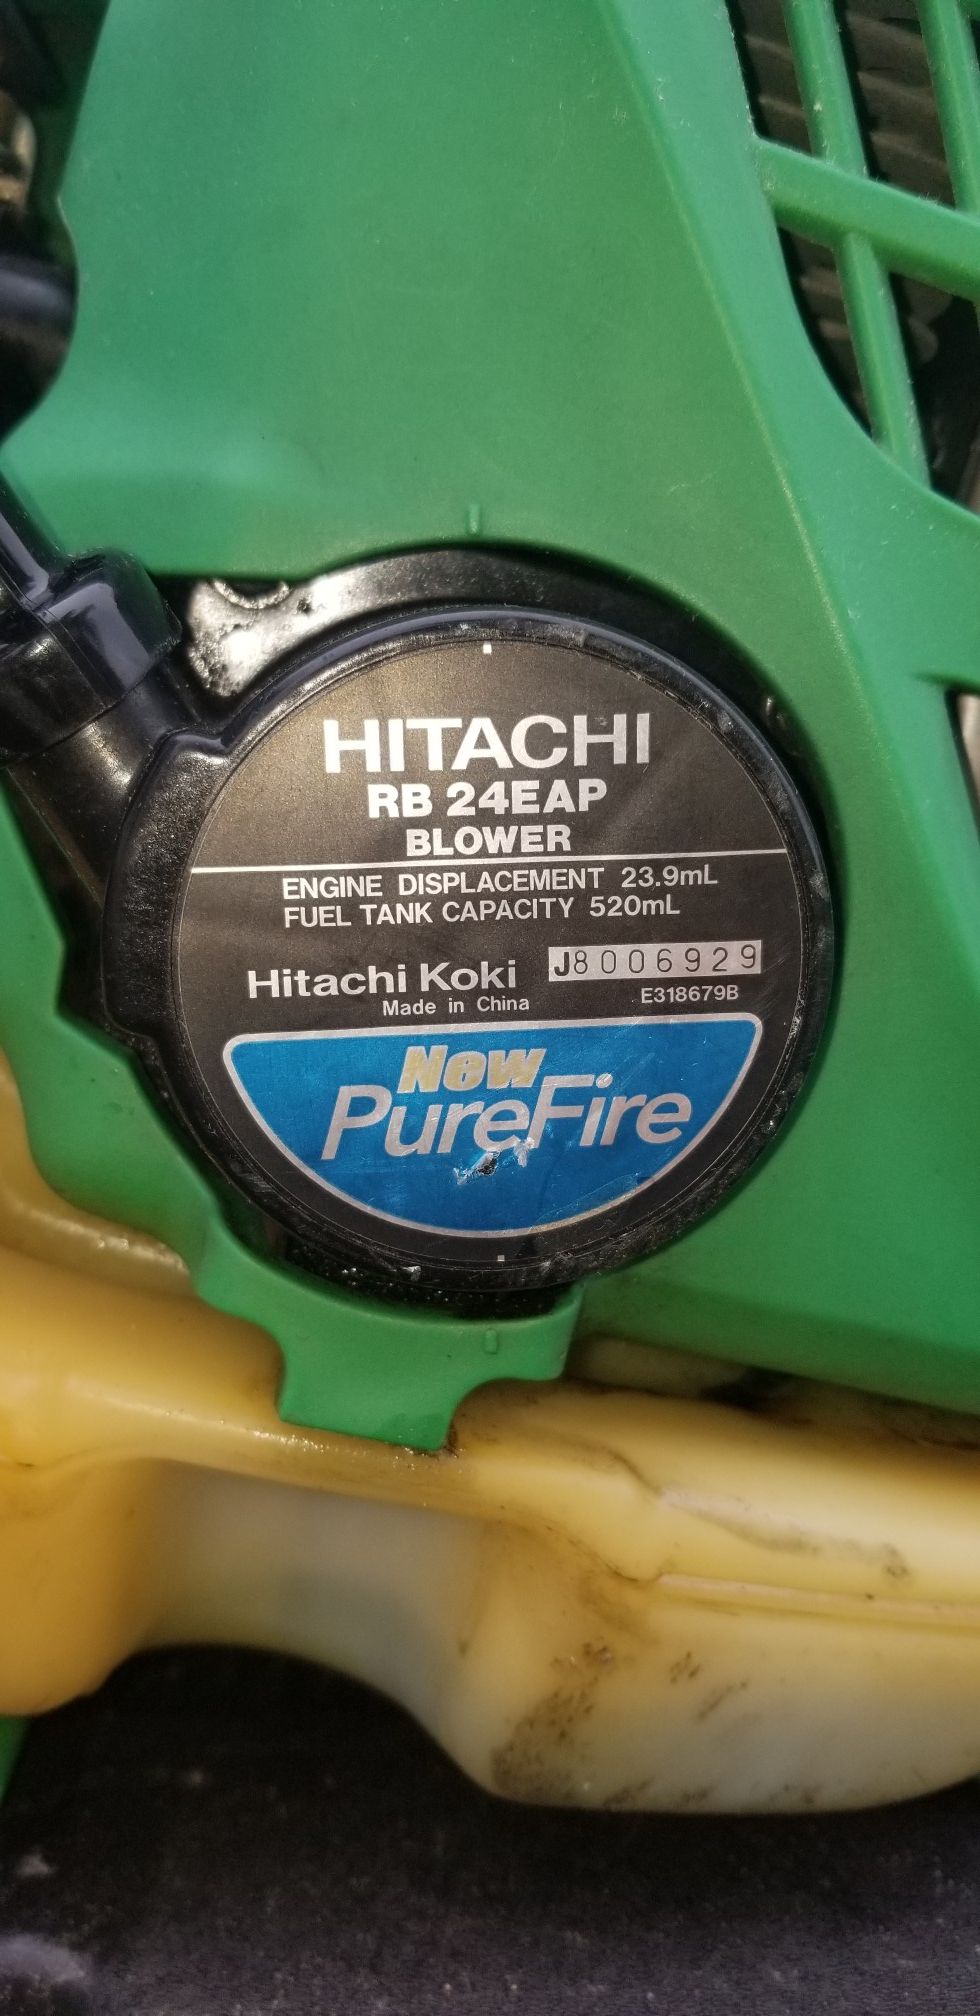 HITACHI
RB 24EAP
BLOWER
ENGINE DISPLACEMENT 23.9mL
FUEL TANK CAPACITY 520mL
Hitachi Koki J8006929
Made in China E318679B
New
PureFire